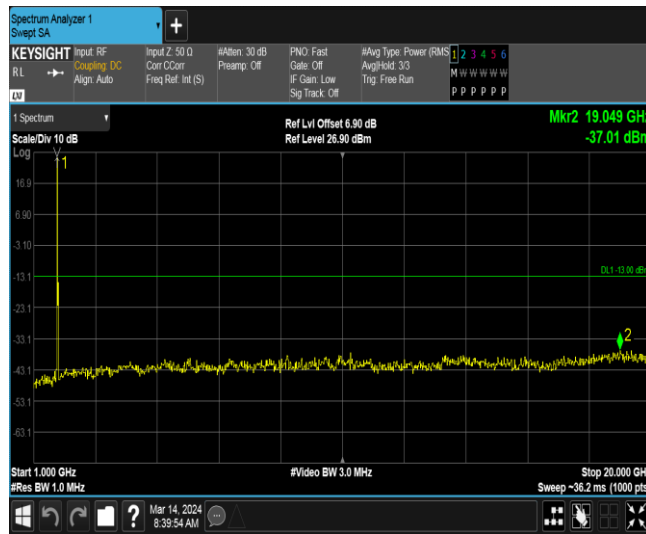 Spectrum Analyzer 1
Swept SA
+
KEYSIGHT
RL
LXI
Input: RF
Coupling: DC
Align: Auto
Input Z: 50 Ω
Corr CCorr
Freq Ref: Int (S)
#Atten: 30 dB
Preamp: Off
PNO: Fast
Gate: Off
IF Gain: Low
Sig Track: Off
#Avg Type: Power (RMS
Avg|Hold: 3/3
Trig: Free Run
1 2 3 4 5 6
M W W W W W
P P P P P P
1 Spectrum
Scale/Div 10 dB
Ref Lvl Offset 6.90 dB
Ref Level 26.90 dBm
Mkr2 19.049 GHz
-37.01 dBm
Log
1
16.9
6.90
-3.10
-13.1
DL1 -13.00 dBm
-23.1
-33.1
2
-43.1
-53.1
-63.1
Start 1.000 GHz
#Res BW 1.0 MHz
#Video BW 3.0 MHz
Stop 20.000 GH
Sweep ~36.2 ms (1000 pts
?
Mar 14, 2024
8:39:54 AM